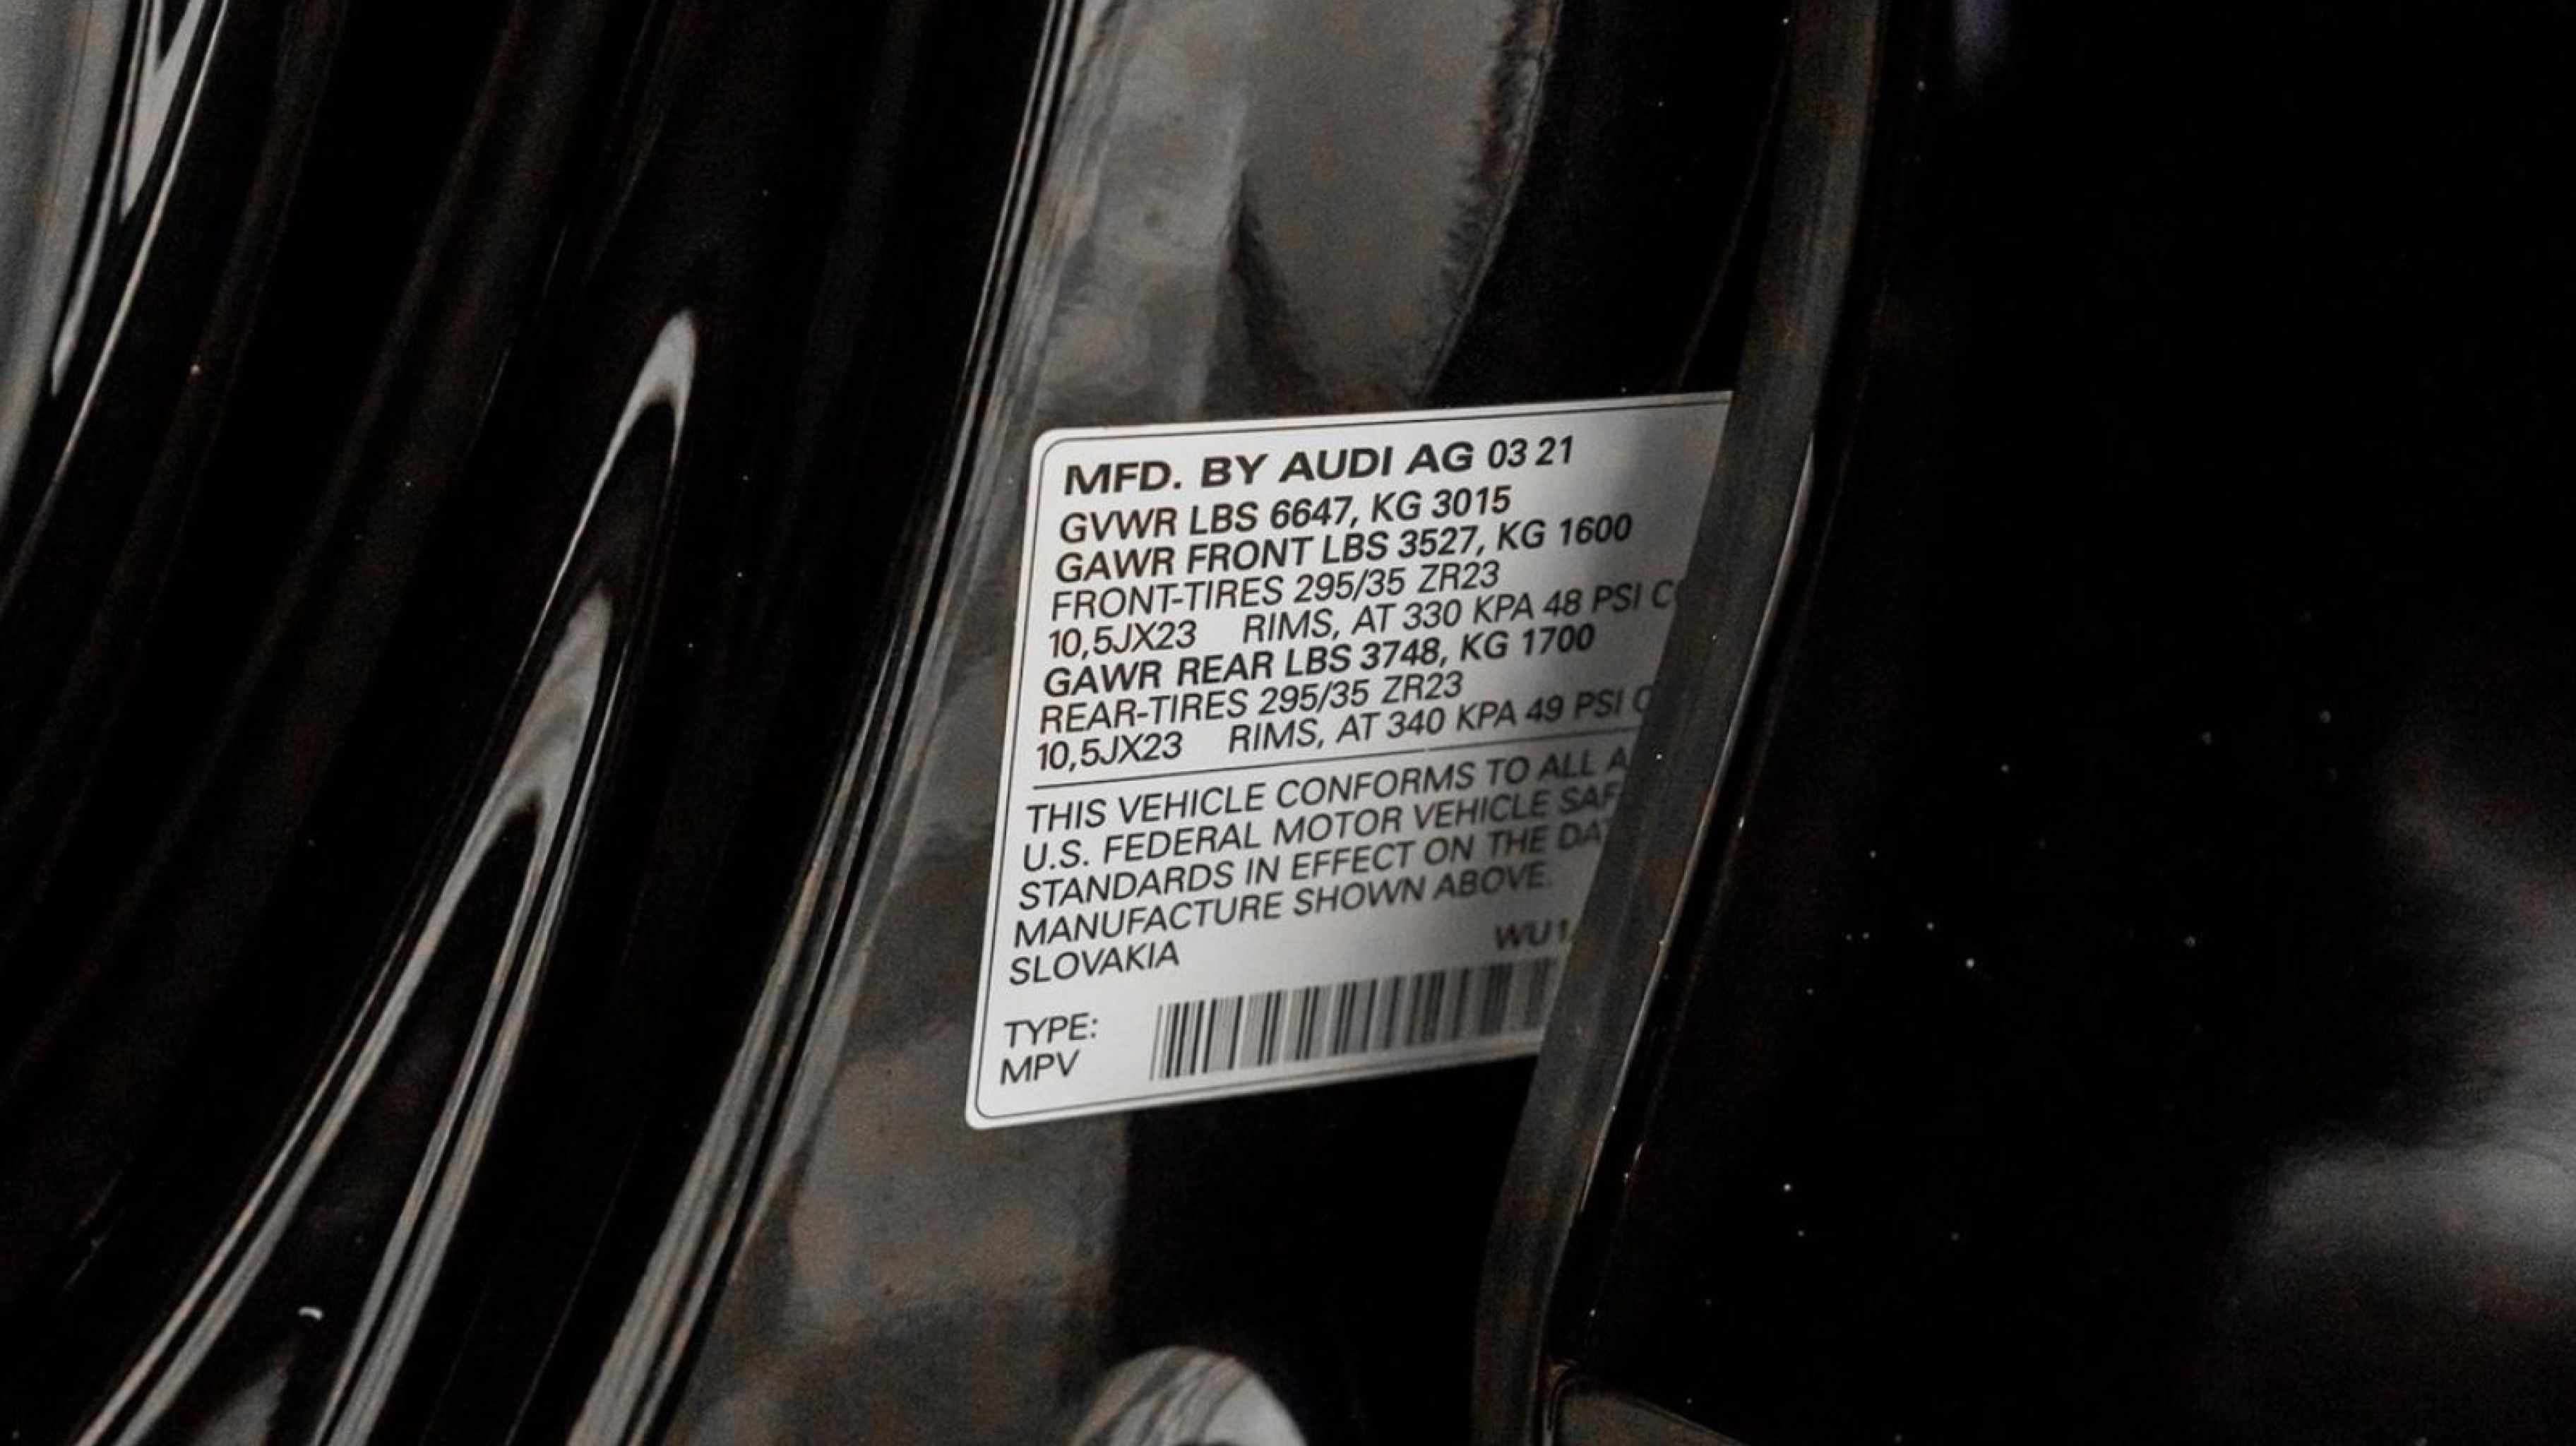 MFD. BY AUDI AG 03 21
GVWR LBS 6647, KG 3015
GAWR FRONT LBS 3527, KG 1600
FRONT-TIRES 295/35 ZR23
10,5JX23 RIMS, AT 330 KPA 48 PSI
GAWR REAR LBS 3748, KG 1700
REAR-TIRES 295/35 ZR23
10,5JX23 RIMS, AT 340 KPA 49 PSI
THIS VEHICLE CONFORMS TO ALL
U.S. FEDERAL MOTOR VEHICLE
STANDARDS IN EFFECT ON THE
MANUFACTURE SHOWN ABOVE.
SLOVAKIA WU1
TYPE:
MPV